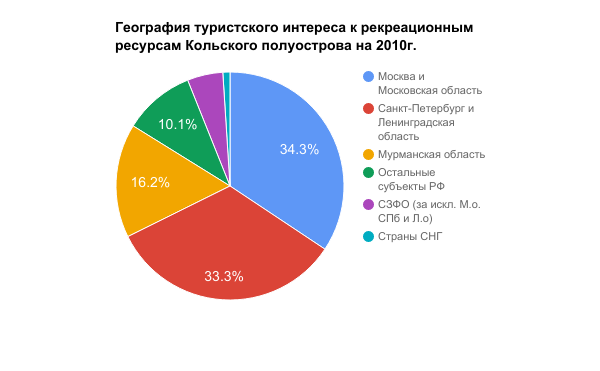 География туристского интереса к рекреационным
ресурсам Кольского полуострова на 2010г.
34.3%
33.3%
16.2%
10.1%
Москва и
Московская область
Санкт-Петербург и
Ленинградская
область
Мурманская область
Остальные
субъекты РФ
СЗФО (за искл. М.о.
СПб и Л.о)
Страны СНГ